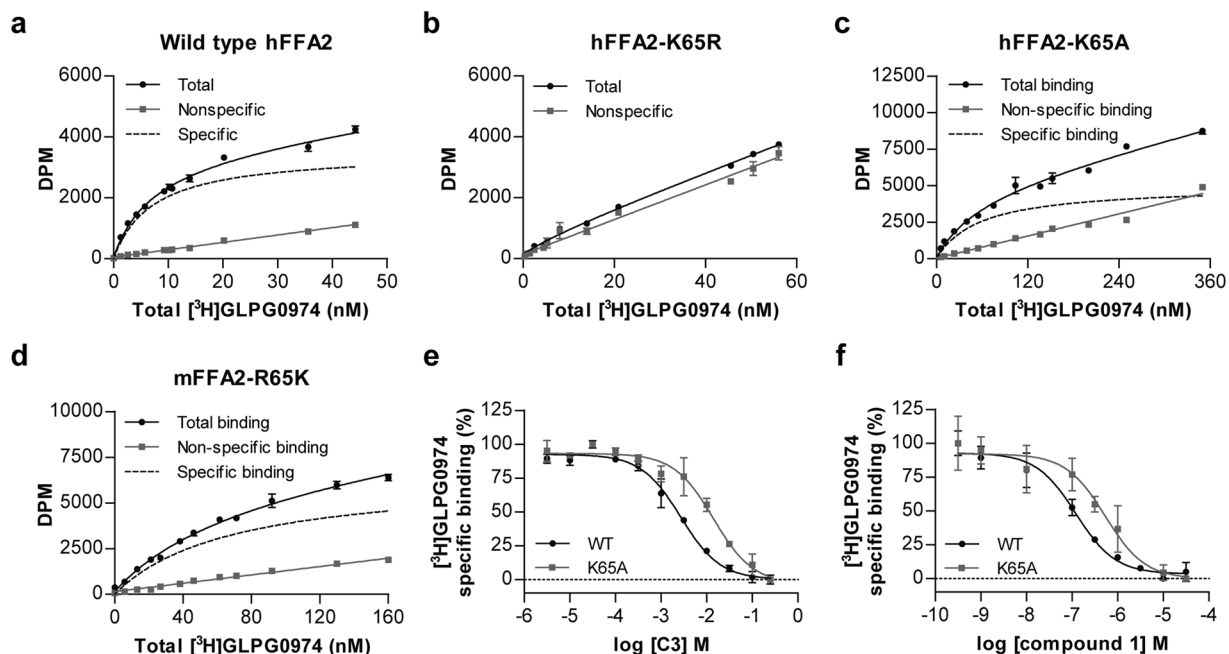 a
Wild type hFFA2
6000
4000
2000
0
DPM
Total
Nonspecific
Specific
0 10 20 30 40 50
Total [³H]GLPG0974 (nM)
b
hFFA2-K65R
6000
4000
2000
0
DPM
Total
Nonspecific
0 20 40 60
Total [³H]GLPG0974 (nM)
c
hFFA2-K65A
12500
10000
7500
5000
2500
0
DPM
Total binding
Non-specific binding
Specific binding
0 120 240 360
Total [³H]GLPG0974 (nM)
d
mFFA2-R65K
10000
7500
5000
2500
0
DPM
Total binding
Non-specific binding
Specific binding
0 40 80 120 160
Total [³H]GLPG0974 (nM)
e
[³H]GLPG0974
specific binding (%)
125
100
75
50
25
0
WT
K65A
-6 -5 -4 -3 -2 -1 0
log [C3] M
f
[³H]GLPG0974
specific binding (%)
125
100
75
50
25
0
WT
K65A
-10 -9 -8 -7 -6 -5 -4
log [compound 1] M